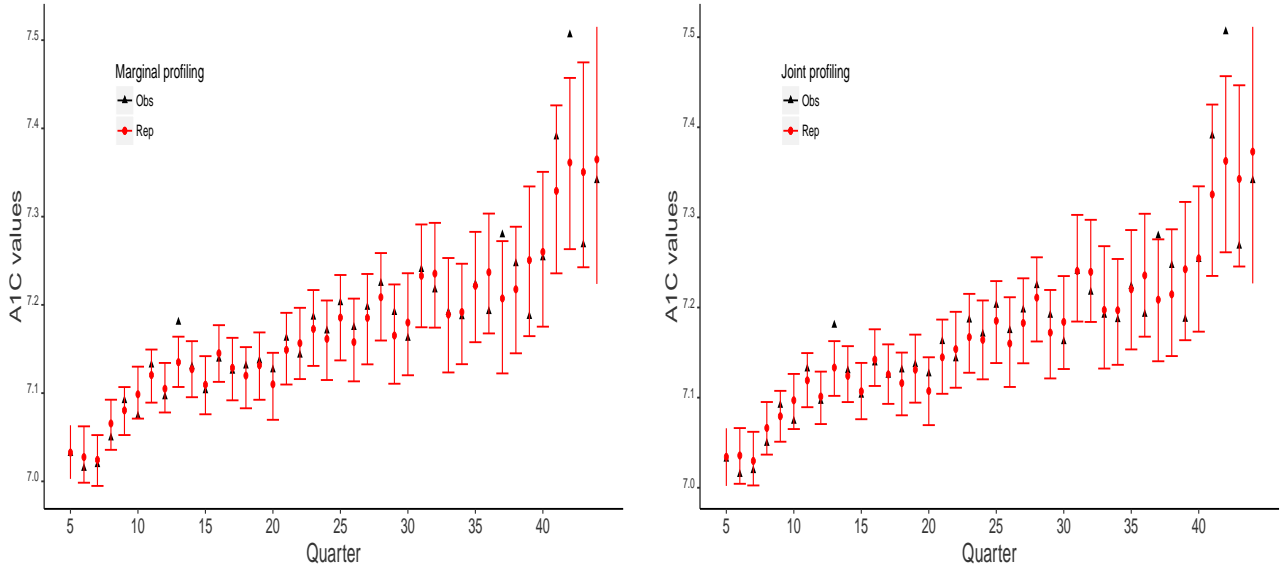 7.5
7.4
7.3
7.2
7.1
7.0
A1C values
Marginal profiling
Obs
Rep
5 10 15 20 25 30 35 40
Quarter
7.5
7.4
7.3
7.2
7.1
7.0
A1C values
Joint profiling
Obs
Rep
5 10 15 20 25 30 35 40
Quarter